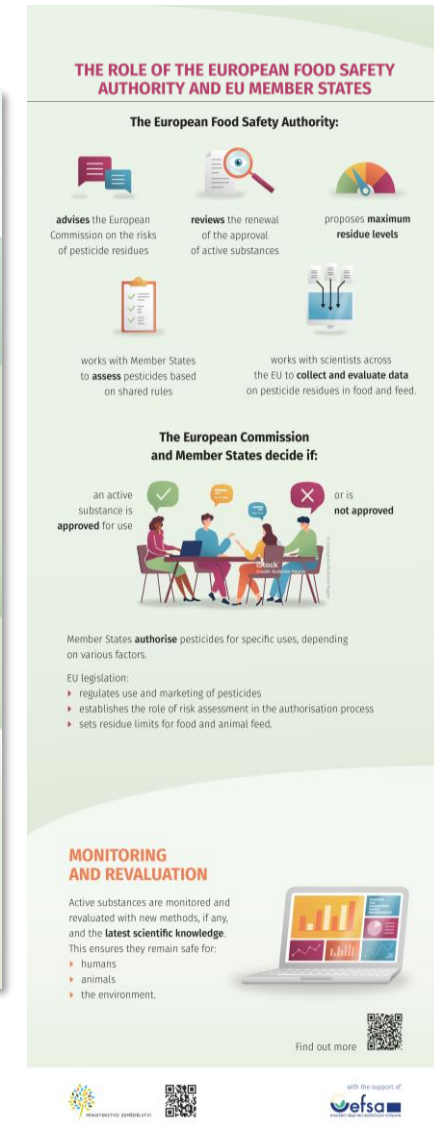 THE ROLE OF THE EUROPEAN FOOD SAFETY
AUTHORITY AND EU MEMBER STATES
The European Food Safety Authority:
advises the European
Commission on the risks
of pesticide residues
reviews the renewal
of the approval
of active substances
proposes maximum
residue levels
works with Member States
to assess pesticides based
on shared rules
works with scientists across
the EU to collect and evaluate data
on pesticide residues in food and feed.
The European Commission
and Member States decide if:
an active
substance is
approved for use
or is
not approved
iStock
Member States authorise pesticides for specific uses, depending
on various factors.
EU legislation:
regulates use and marketing of pesticides
establishes the role of risk assessment in the authorisation process
sets residue limits for food and animal feed.
MONITORING
AND REVALUATION
Active substances are monitored and
revaluated with new methods, if any,
and the latest scientific knowledge.
This ensures they remain safe for:
humans
animals
the environment.
Find out more
MINISTERSTVO ZEMĚDĚLSTVÍ
with the support of
efsa